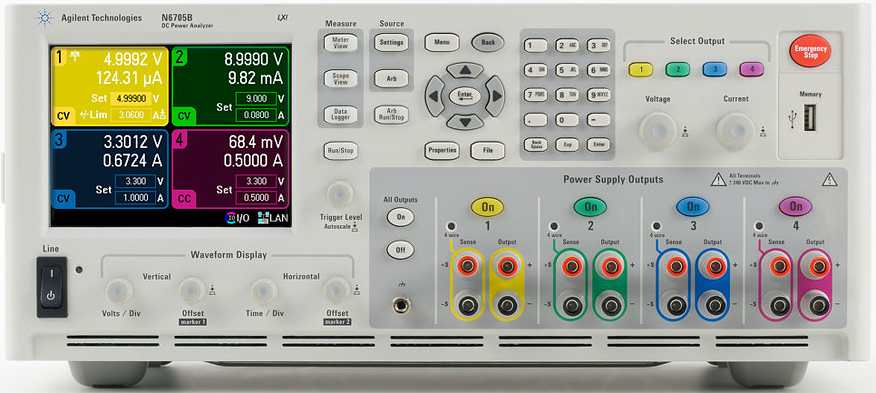 Agilent Technologies N6705B LXI
DC Power Analyzer
1 4.9992 V
124.31 µA
Set 4.99900 V
CV +/-Lim 3.0600 A
2 8.9990 V
9.82 mA
Set 9.000 V
CV 0.0800 A
3 3.3012 V
0.6724 A
Set 3.300 V
CV 1.0000 A
4 68.4 mV
0.5000 A
Set 3.300 V
CC 0.5000 A
IO I/O LAN
Measure
Meter View
Scope View
Data Logger
Run/Stop
Trigger Level
Autoscale
Source
Settings
Arb
Arb Run/Stop
Menu
Back
Enter
Properties
File
1 2 ABC 3 DEF
4 GHI 5 JKL 6 MNO
7 PQRS 8 TUV 9 WXYZ
. 0 −
Back Space Exp Enter
Select Output
1 2 3 4
Voltage Current
Emergency Stop
Memory
Line
Waveform Display
Vertical Horizontal
Volts / Div Offset Time / Div Offset
marker 1 marker 2
All Outputs
On
Off
Power Supply Outputs
All Terminals
± 240 VDC Max to
On On On On
1 2 3 4
4 wire 4 wire 4 wire 4 wire
Sense Output Sense Output Sense Output Sense Output
+S + +S + +S + +S +
-S − -S − -S − -S −